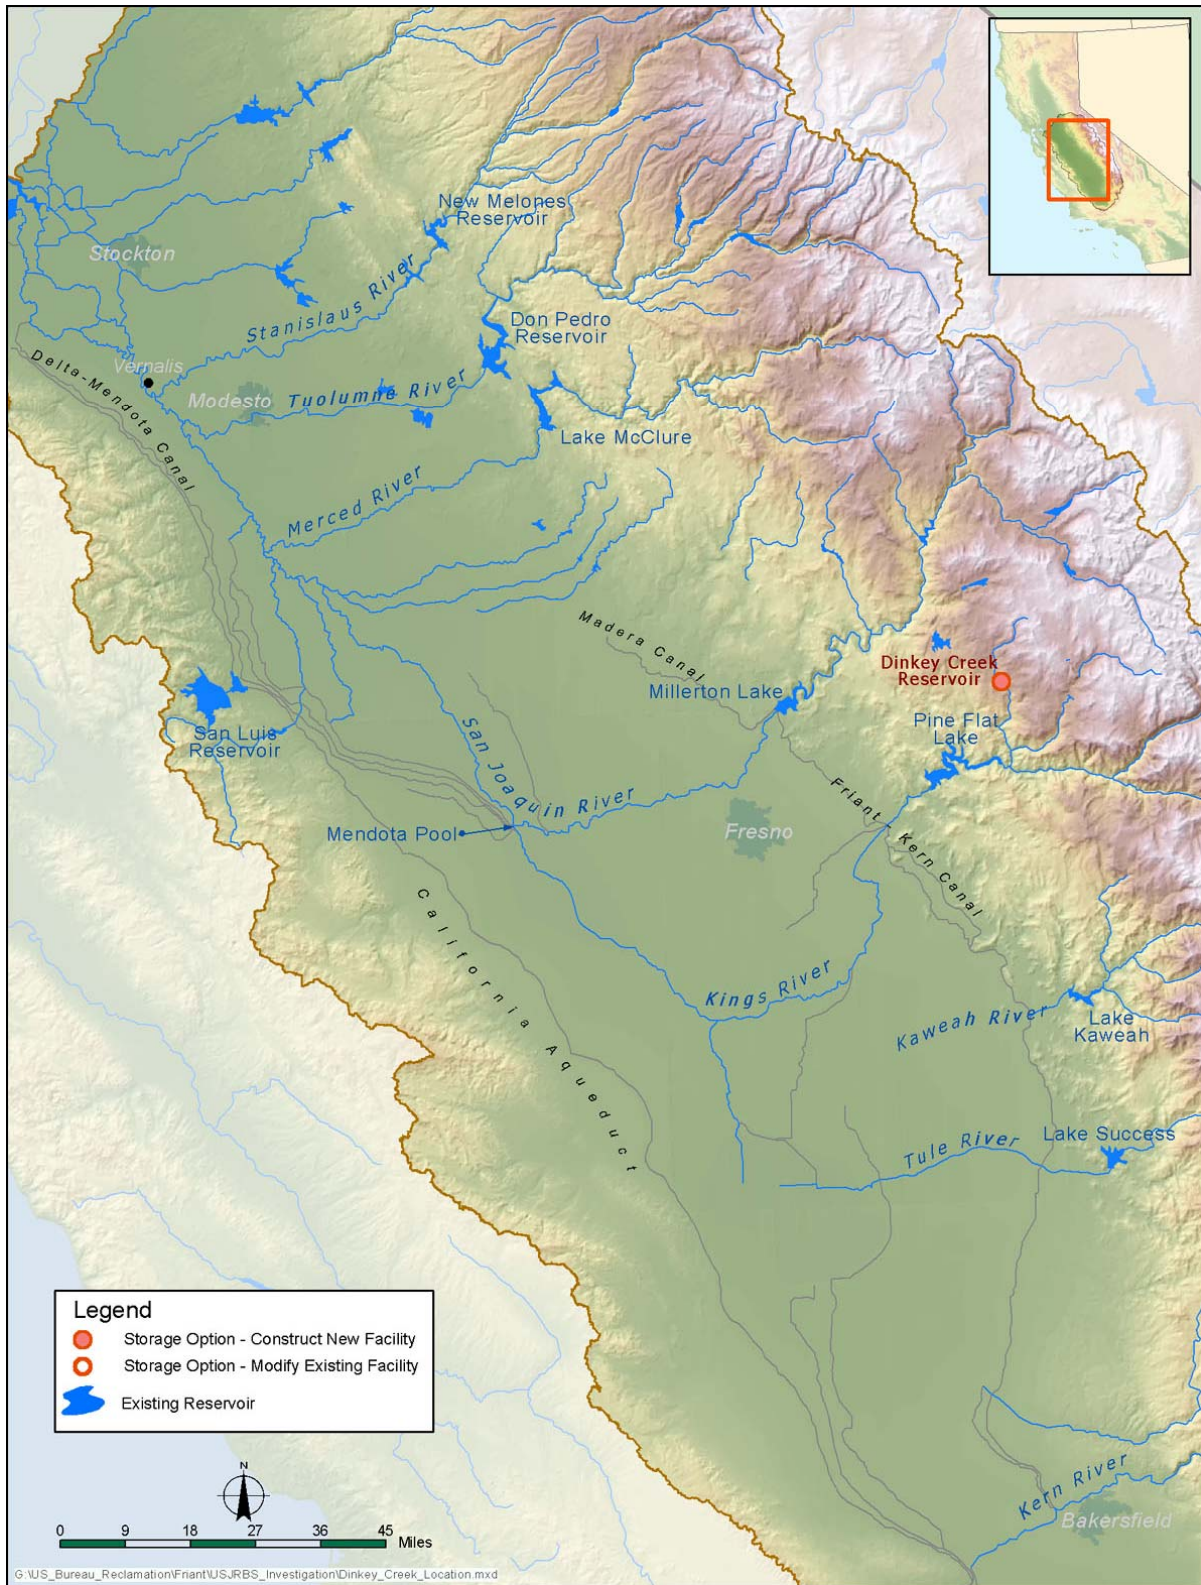 New Melones
Reservoir
Stockton
Stanislaus River
Don Pedro
Reservoir
Delta-Mendota Canal
Vernalis
Modesto
Tuolumne River
Lake McClure
Merced River
Madera Canal
Dinkey Creek
Reservoir
Millerton Lake
Pine Flat
Lake
San Luis
Reservoir
San Joaquin River
Friant - Kern Canal
Mendota Pool
Fresno
California Aqueduct
Kings River
Kaweah River
Lake
Kaweah
Tule River
Lake Success
Legend
Storage Option - Construct New Facility
Storage Option - Modify Existing Facility
Existing Reservoir
N
0 9 18 27 36 45
Miles
Kern River
Bakersfield
G:\US_Bureau_Reclamation\Friant\USJRBS_Investigation\Dinkey_Creek_Location.mxd